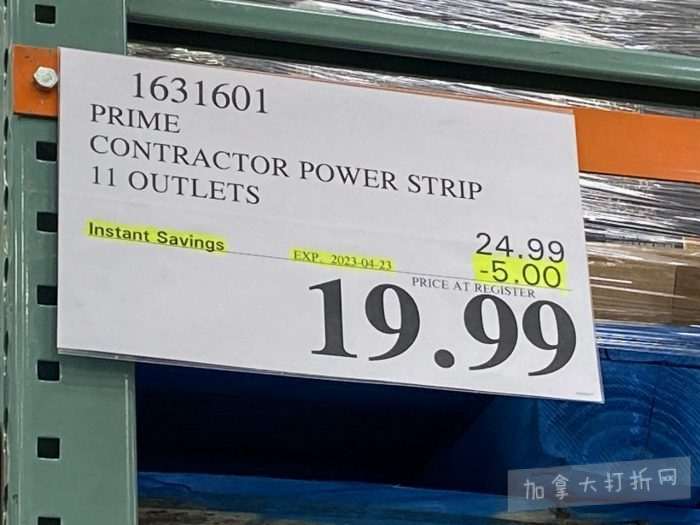 1631601
PRIME
CONTRACTOR POWER STRIP
11 OUTLETS
24.99
Instant Savings EXP. 2023-04-23 -5.00
PRICE AT REGISTER
19.99
加拿大打折网